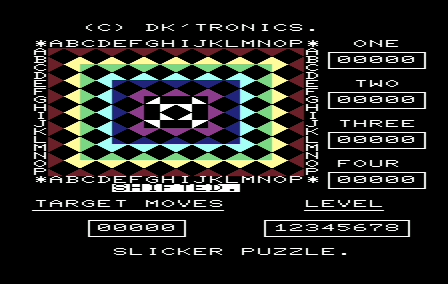 (C) DK'TRONICS.
*ABCDEFGHIJKLMNOP* ONE
00000
TWO
00000
THREE
00000
FOUR
*ABCDEFGHIJKLMNOP* 00000
A
B
C
D
E
F
G
H
I
J
K
L
M
N
O
P
A
B
C
D
E
F
G
H
I
J
K
L
M
N
O
P
SHIFTED.
TARGET MOVES LEVEL
00000 12345678
SLICKER PUZZLE.